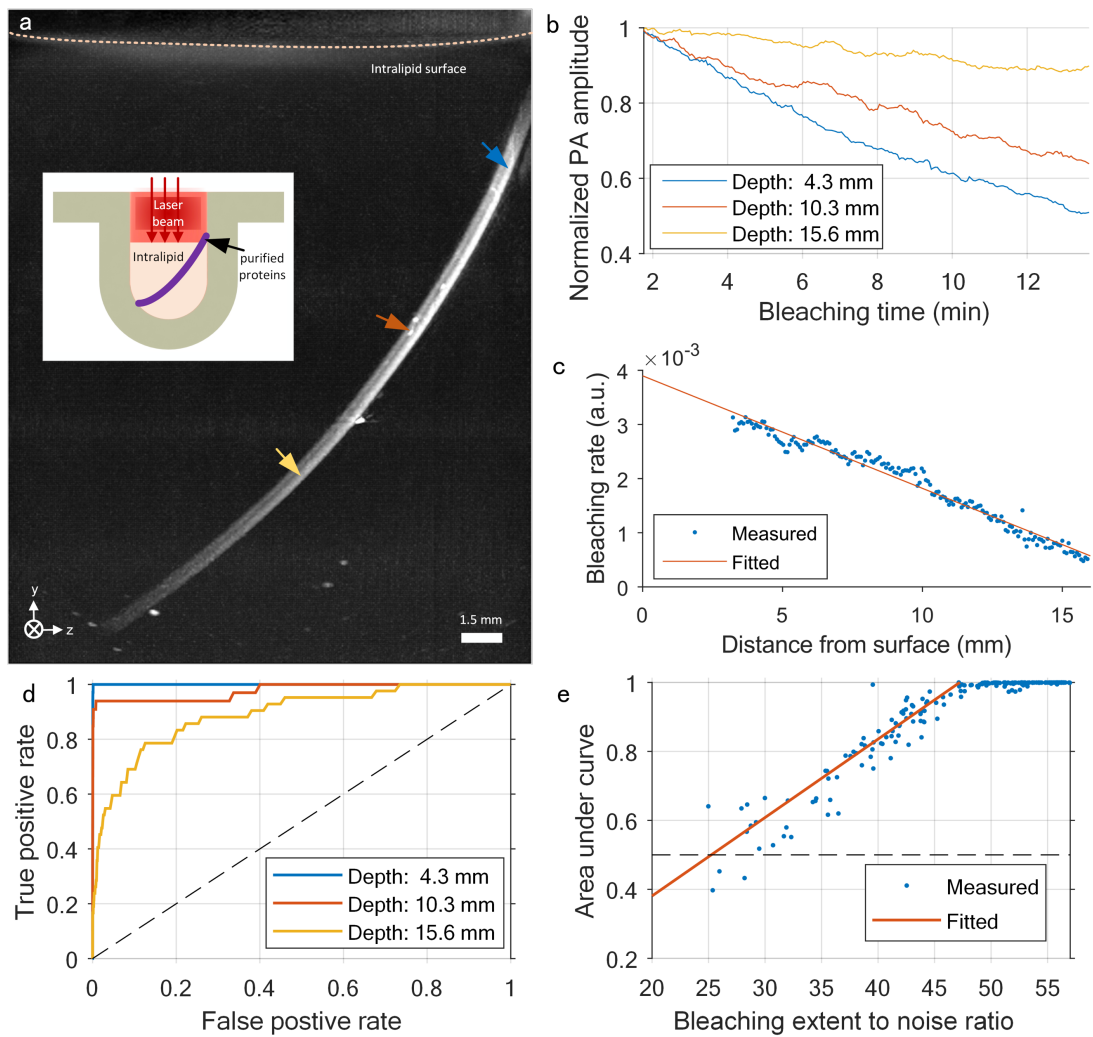 a
Intralipid surface
Laser
beam
Intralipid
purified
proteins
y
z
1.5 mm
b
Normalized PA amplitude
1
0.8
0.6
0.4
Depth:  4.3 mm
Depth: 10.3 mm
Depth: 15.6 mm
2 4 6 8 10 12
Bleaching time (min)
c
×10⁻³
Bleaching rate (a.u.)
4
3
2
1
0
Measured
Fitted
0 5 10 15
Distance from surface (mm)
d
True positive rate
1
0.8
0.6
0.4
0.2
0
Depth:  4.3 mm
Depth: 10.3 mm
Depth: 15.6 mm
0 0.2 0.4 0.6 0.8 1
False postive rate
e
Area under curve
1
0.8
0.6
0.4
0.2
Measured
Fitted
20 25 30 35 40 45 50 55
Bleaching extent to noise ratio